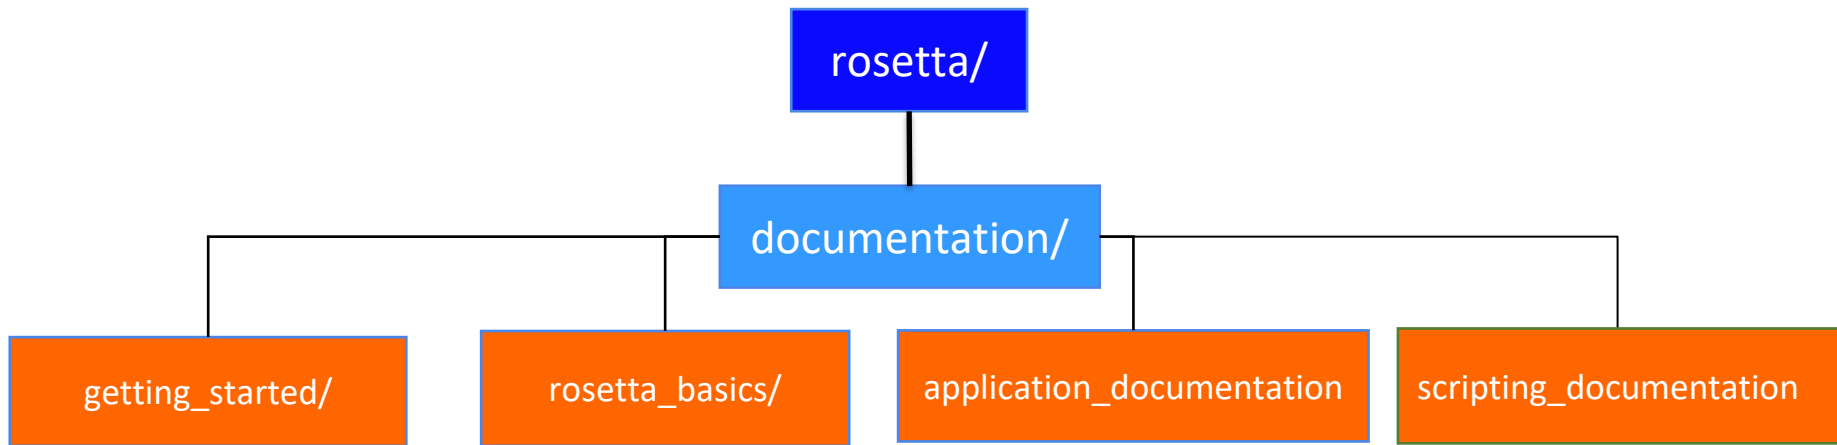 rosetta/
documentation/
getting_started/
rosetta_basics/
application_documentation
scripting_documentation